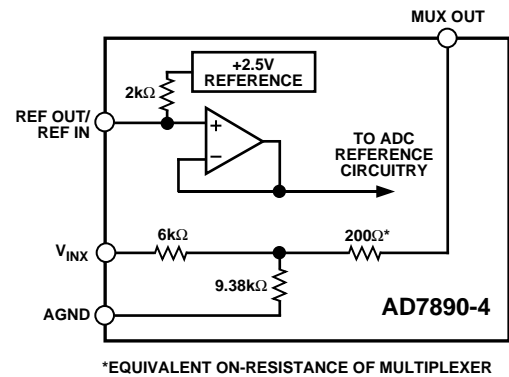 MUX OUT
+2.5V
REFERENCE
2kΩ
REF OUT/
REF IN
+
−
TO ADC
REFERENCE
CIRCUITRY
6kΩ
200Ω*
VINX
9.38kΩ
AGND
AD7890-4
*EQUIVALENT ON-RESISTANCE OF MULTIPLEXER